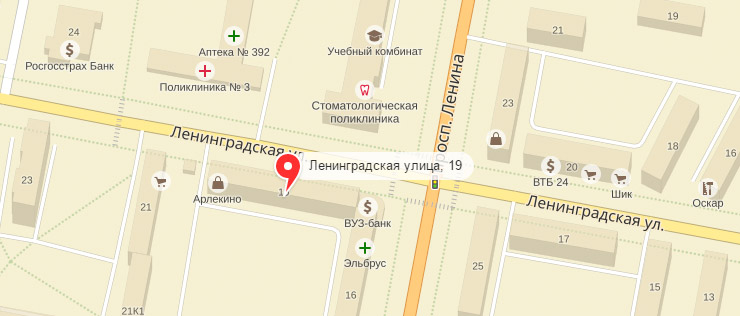 19
21
24
Аптека № 392
Учебный комбинат
Росгосстрах Банк
Поликлиника № 3
Стоматологическая
поликлиника
просп. Ленина
23
Ленинградская ул.
18
16
Ленинградская улица, 19
20
23
ВТБ 24
Шик
Оскар
21
Арлекино
19
ВУЗ-банк
Ленинградская ул.
17
Эльбрус
25
15
13
16
21К1